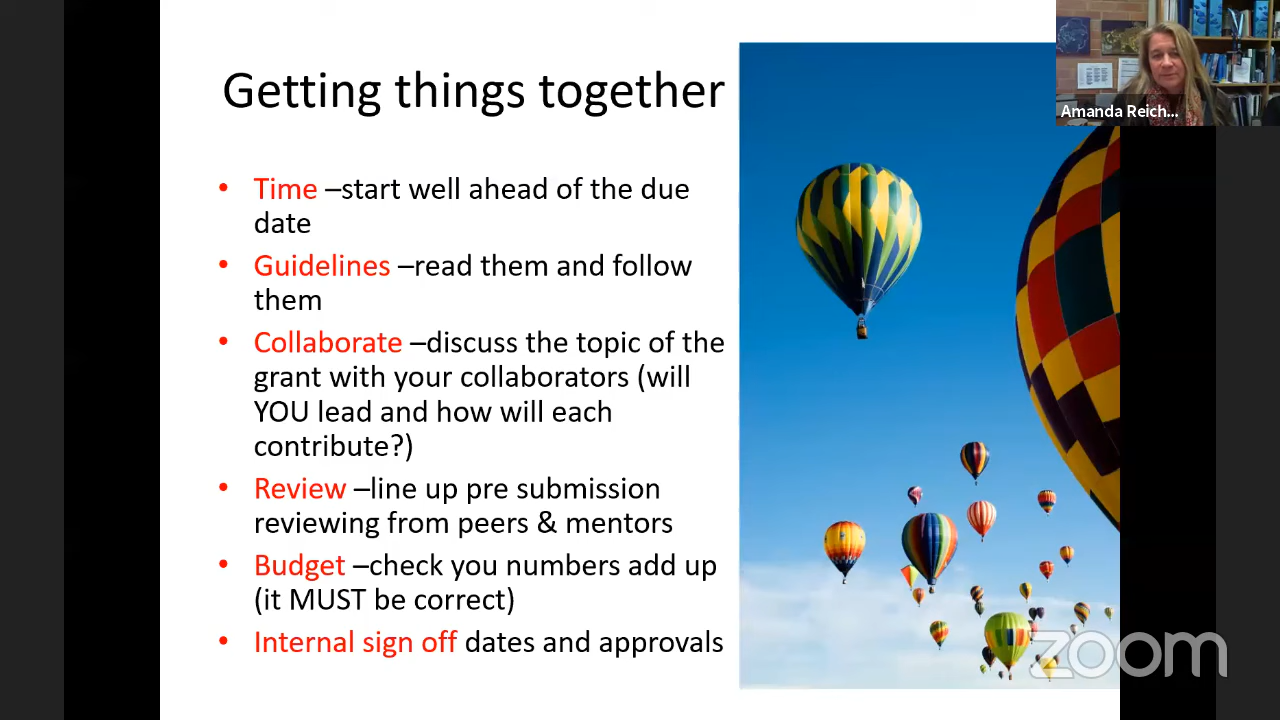 Getting things together
Amanda Reich...
• Time –start well ahead of the due
date
• Guidelines –read them and follow
them
• Collaborate –discuss the topic of the
grant with your collaborators (will
YOU lead and how will each
contribute?)
• Review –line up pre submission
reviewing from peers & mentors
• Budget –check you numbers add up
(it MUST be correct)
• Internal sign off dates and approvals
zoom